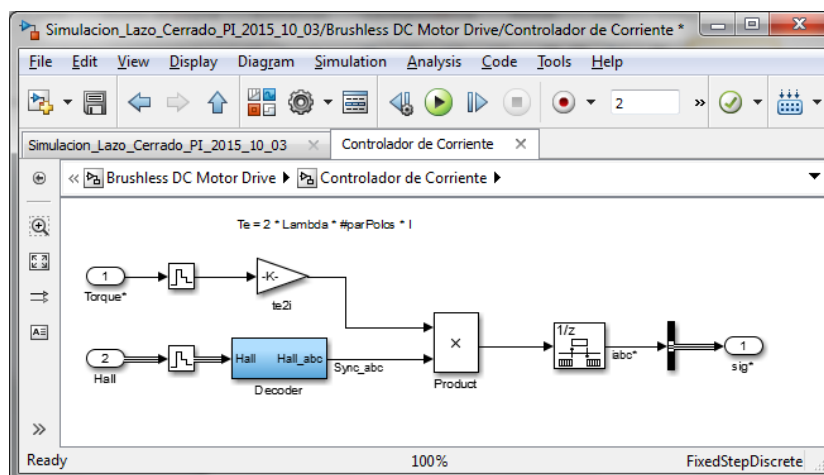 Simulacion_Lazo_Cerrado_PI_2015_10_03/Brushless DC Motor Drive/Controlador de Corriente *
File Edit View Display Diagram Simulation Analysis Code Tools Help
2 »
Simulacion_Lazo_Cerrado_PI_2015_10_03 Controlador de Corriente
« Brushless DC Motor Drive Controlador de Corriente
Te = 2 * Lambda * #parPolos * I
1
-K-
Torque*
te2i
1/z
×
2
Hall Hall_abc
iabc*
1
Hall
Sync_abc
sig*
Decoder
Product
»
Ready 100% FixedStepDiscrete